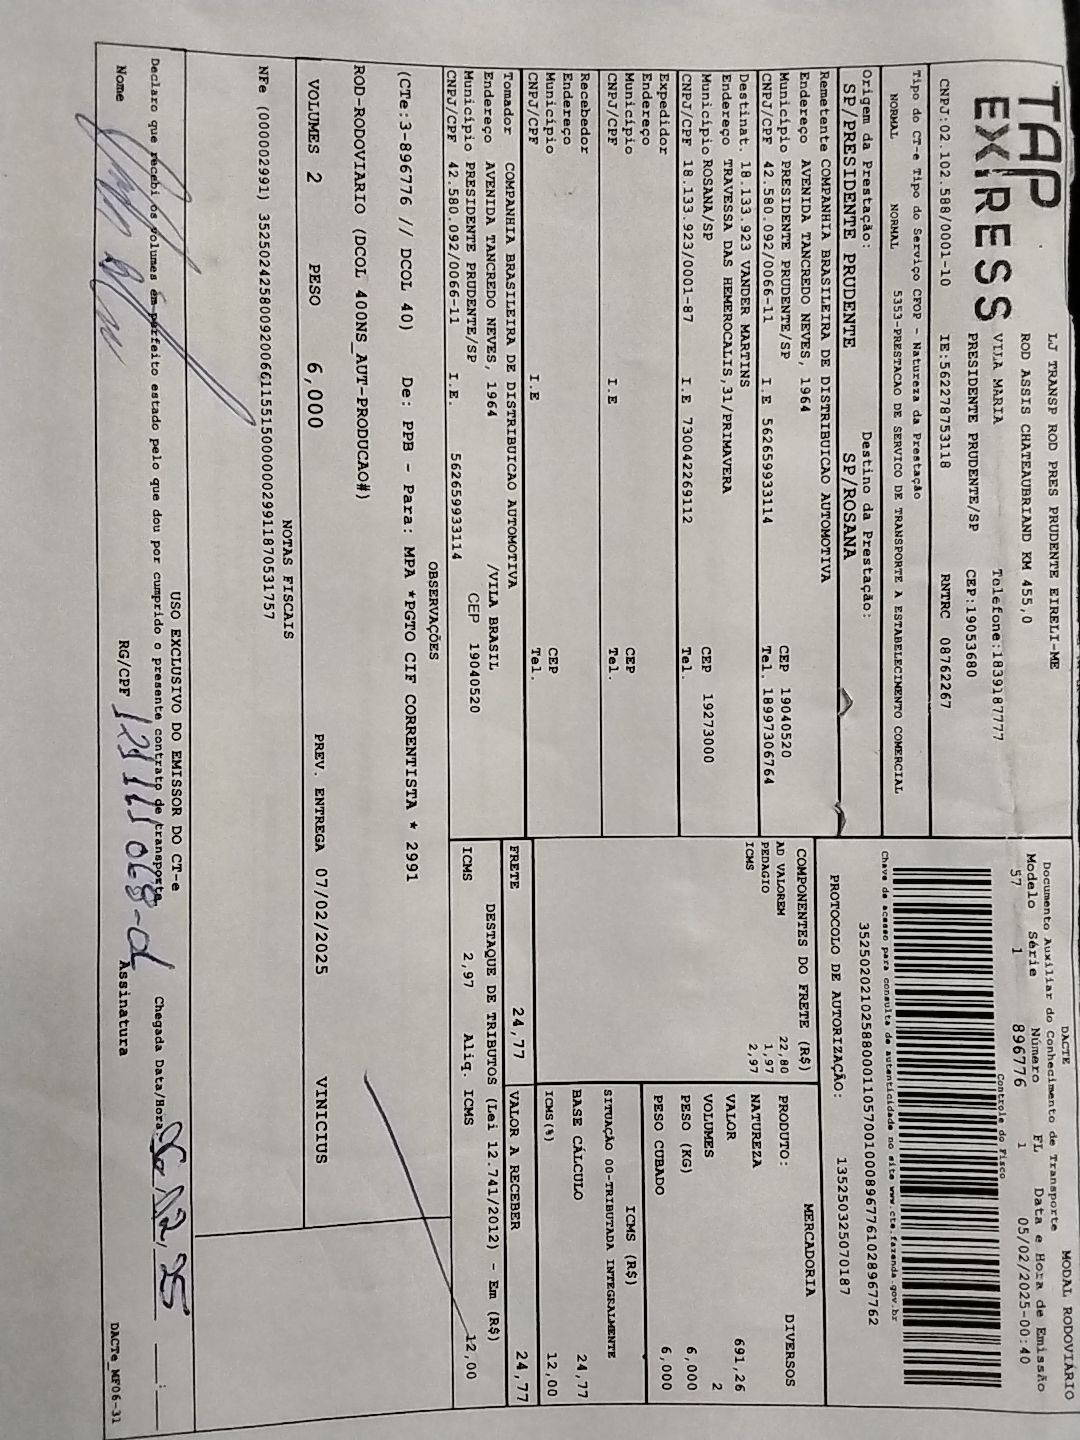 TAP
EXPRESS
LJ TRANSP ROD PRES PRUDENTE EIRELI-ME
ROD ASSIS CHATEAUBRIAND KM 455,0
VILA MARIA Telefone:1839187777
PRESIDENTE PRUDENTE/SP CEP:19053680
CNPJ:02.102.588/0001-10 IE:562278753118 RNTRC 08762267
Tipo do CT-e Tipo do Serviço CFOP - Natureza da Prestação
NORMAL NORMAL 5353-PRESTACAO DE SERVICO DE TRANSPORTE A ESTABELECIMENTO COMERCIAL
Origem da Prestação: Destino da Prestação:
SP/PRESIDENTE PRUDENTE SP/ROSANA
Remetente COMPANHIA BRASILEIRA DE DISTRIBUICAO AUTOMOTIVA
Endereço AVENIDA TANCREDO NEVES, 1964
Município PRESIDENTE PRUDENTE/SP CEP 19040520
CNPJ/CPF 42.580.092/0066-11 I.E 562659933114 Tel. 18997306764
Destinat. 18.133.923 VANDER MARTINS
Endereço TRAVESSA DAS HEMEROCALIS,31/PRIMAVERA
Município ROSANA/SP CEP 19273000
CNPJ/CPF 18.133.923/0001-87 I.E 730042269112 Tel.
Expedidor
Endereço
Município CEP
CNPJ/CPF I.E Tel.
Recebedor
Endereço
Município CEP
CNPJ/CPF I.E Tel.
Tomador COMPANHIA BRASILEIRA DE DISTRIBUICAO AUTOMOTIVA
Endereço AVENIDA TANCREDO NEVES, 1964 /VILA BRASIL
Município PRESIDENTE PRUDENTE/SP CEP 19040520
CNPJ/CPF 42.580.092/0066-11 I.E. 562659933114
DACTE MODAL RODOVIÁRIO
Documento Auxiliar do Conhecimento de Transporte
Modelo Série Número FL Data e Hora de Emissão
57 1 896776 1 05/02/2025-00:40
Controle do Fisco
Chave de acesso para consulta de autenticidade no site www.cte.fazenda.gov.br
35250202102588000110570010008967761028967762
PROTOCOLO DE AUTORIZAÇÃO: 135250325070187
COMPONENTES DO FRETE (R$)
AD VALOREM 22,80
PEDAGIO 1,97
ICMS 2,97
MERCADORIA
PRODUTO: DIVERSOS
NATUREZA
VALOR 691,26
VOLUMES 2
PESO (KG) 6,000
PESO CUBADO 6,000
ICMS (R$)
SITUAÇÃO 00-TRIBUTADA INTEGRALMENTE
BASE CÁLCULO 24,77
ICMS(%) 12,00
FRETE 24,77 VALOR A RECEBER 24,77
DESTAQUE DE TRIBUTOS (Lei 12.741/2012) - Em (R$)
ICMS 2,97 Aliq. ICMS 12,00
OBSERVAÇÕES
(CTe:3-896776 // DCOL 40) De: PPB - Para: MPA *PGTO CIF CORRENTISTA * 2991
ROD-RODOVIARIO (DCOL 400NS_AUT-PRODUCAO#)
VOLUMES 2 PESO 6,000 PREV. ENTREGA 07/02/2025 VINICIUS
NOTAS FISCAIS
NFe (000002991) 35250242580092006611551500000029911870531757
USO EXCLUSIVO DO EMISSOR DO CT-e
Declaro que recebi os volumes em perfeito estado pelo que dou por cumprido o presente contrato de transporte. Chegada Data/Hora:
Nome RG/CPF Assinatura
DACTe_MF06-31